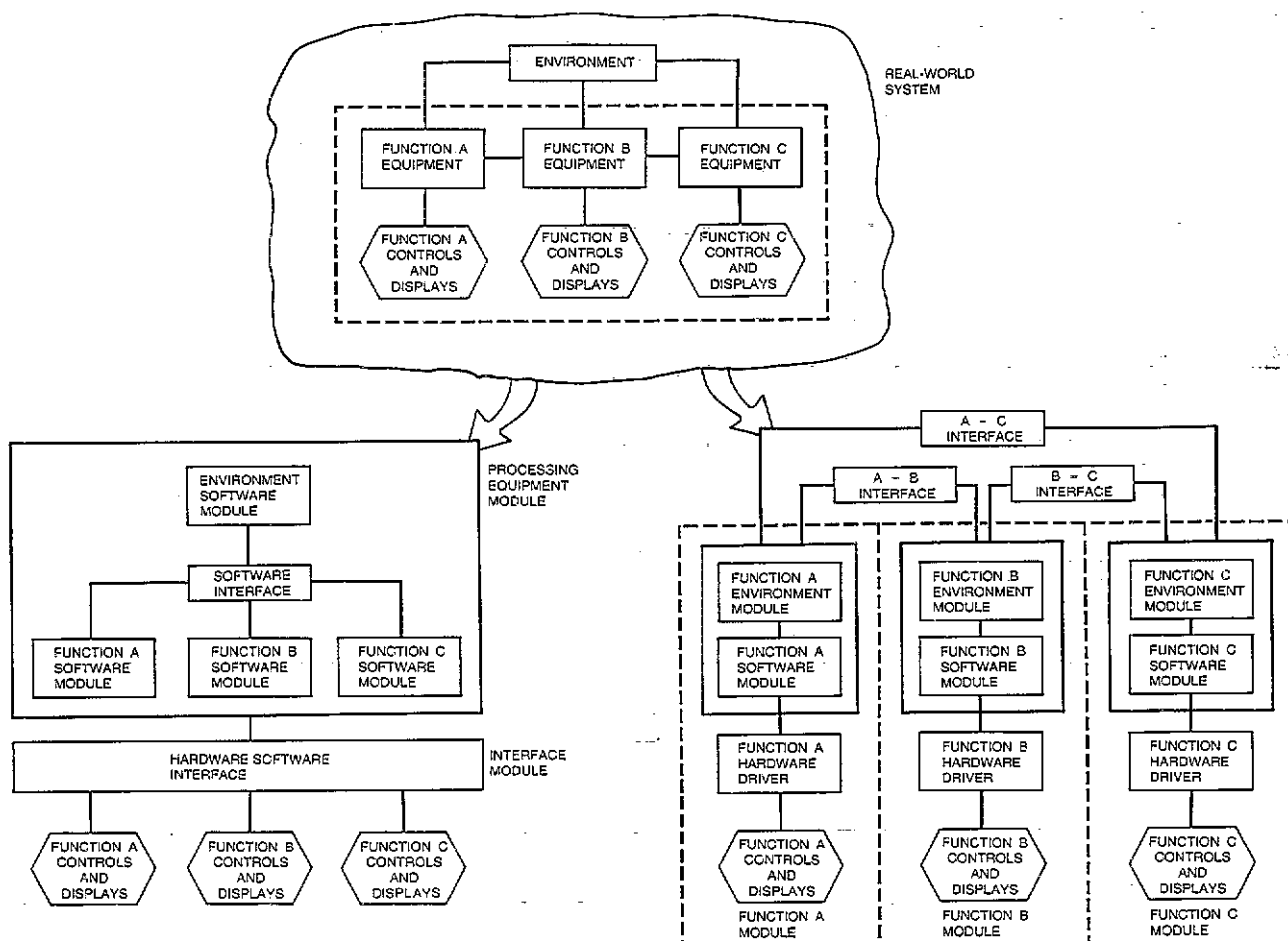 ENVIRONMENT
REAL-WORLD
SYSTEM
FUNCTION A
EQUIPMENT
FUNCTION B
EQUIPMENT
FUNCTION C
EQUIPMENT
FUNCTION A
CONTROLS
AND
DISPLAYS
FUNCTION B
CONTROLS
AND
DISPLAYS
FUNCTION C
CONTROLS
AND
DISPLAYS
ENVIRONMENT
SOFTWARE
MODULE
PROCESSING
EQUIPMENT
MODULE
SOFTWARE
INTERFACE
FUNCTION A
SOFTWARE
MODULE
FUNCTION B
SOFTWARE
MODULE
FUNCTION C
SOFTWARE
MODULE
HARDWARE SOFTWARE
INTERFACE
INTERFACE
MODULE
FUNCTION A
CONTROLS
AND
DISPLAYS
FUNCTION B
CONTROLS
AND
DISPLAYS
FUNCTION C
CONTROLS
AND
DISPLAYS
A - C
INTERFACE
A - B
INTERFACE
B - C
INTERFACE
FUNCTION A
ENVIRONMENT
MODULE
FUNCTION A
SOFTWARE
MODULE
FUNCTION A
HARDWARE
DRIVER
FUNCTION A
CONTROLS
AND
DISPLAYS
FUNCTION A
MODULE
FUNCTION B
ENVIRONMENT
MODULE
FUNCTION B
SOFTWARE
MODULE
FUNCTION B
HARDWARE
DRIVER
FUNCTION B
CONTROLS
AND
DISPLAYS
FUNCTION B
MODULE
FUNCTION C
ENVIRONMENT
MODULE
FUNCTION C
SOFTWARE
MODULE
FUNCTION C
HARDWARE
DRIVER
FUNCTION C
CONTROLS
AND
DISPLAYS
FUNCTION C
MODULE